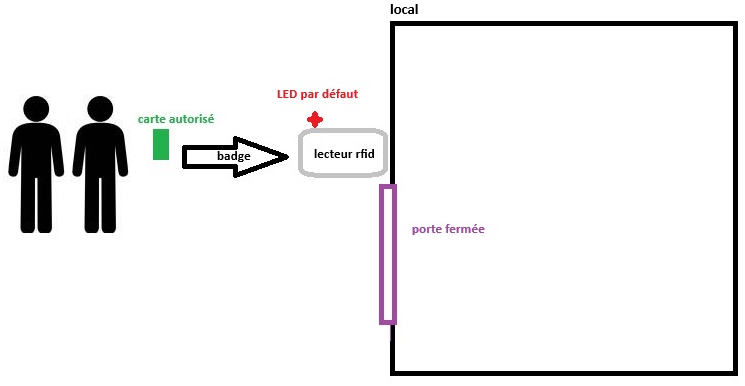 local
LED par défaut
carte autorisé
badge
lecteur rfid
porte fermée